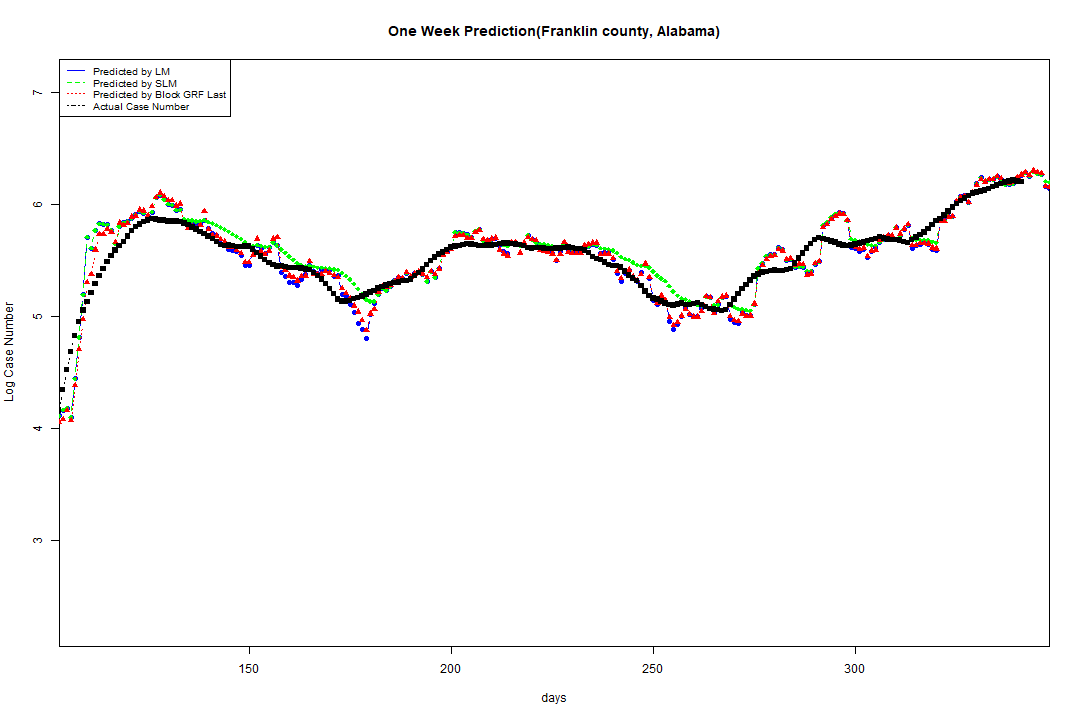 One Week Prediction(Franklin county, Alabama)
Predicted by LM
Predicted by SLM
Predicted by Block GRF Last
Actual Case Number
7
6
5
4
3
Log Case Number
150
200
250
300
days